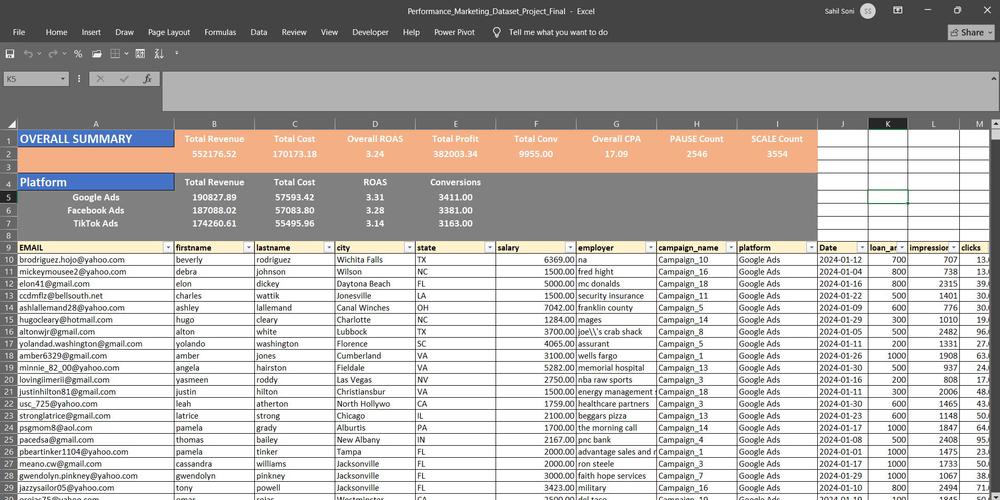 Performance_Marketing_Dataset_Project_Final - Excel
Sahil Soni SS
File Home Insert Draw Page Layout Formulas Data Review View Developer Help Power Pivot Tell me what you want to do Share
%
K5 fx
A B C D E F G H I J K L M
1 OVERALL SUMMARY Total Revenue Total Cost Overall ROAS Total Profit Total Conv Overall CPA PAUSE Count SCALE Count
2 552176.52 170173.18 3.24 382003.34 9955.00 17.09 2546 3554
3
4 Platform Total Revenue Total Cost ROAS Conversions
5 Google Ads 190827.89 57593.42 3.31 3411.00
6 Facebook Ads 187088.02 57083.80 3.28 3381.00
7 TikTok Ads 174260.61 55495.96 3.14 3163.00
8
9 EMAIL firstname lastname city state salary employer campaign_name platform Date loan_ar impression clicks
10 brodriguez.hojo@yahoo.com beverly rodriguez Wichita Falls TX 6369.00 na Campaign_10 Google Ads 2024-01-12 700 707 13.
11 mickeymousee2@yahoo.com debra johnson Wilson NC 1500.00 fred hight Campaign_16 Google Ads 2024-01-04 800 738 13.
12 elon41@gmail.com elon dickey Daytona Beach FL 5000.00 mc donalds Campaign_18 Google Ads 2024-01-16 800 2315 39.
13 ccdmflz@bellsouth.net charles wattik Jonesville LA 1500.00 security insurance Campaign_11 Google Ads 2024-01-22 500 1401 30.
14 ashlallemand28@yahoo.com ashley lallemand Canal Winches OH 7042.00 franklin county Campaign_5 Google Ads 2024-01-09 600 776 30.
15 hugocleary@hotmail.com hugo cleary Charlotte NC 1284.00 mages Campaign_14 Google Ads 2024-01-29 300 1010 19.
16 altonwjr@gmail.com alton white Lubbock TX 3700.00 joe\\'s crab shack Campaign_8 Google Ads 2024-01-05 500 2482 96.
17 yolandad.washington@gmail.com yolando washington Florence SC 4065.00 assurant Campaign_5 Google Ads 2024-01-11 200 1331 27.
18 amber6329@gmail.com amber jones Cumberland VA 3100.00 wells fargo Campaign_1 Google Ads 2024-01-26 1000 1908 63.
19 minnie_82_00@yahoo.com angela hairston Fieldale VA 5282.00 memorial hospital Campaign_13 Google Ads 2024-01-30 500 937 24.
20 lovingiimerii@gmail.com yasmeen roddy Las Vegas NV 2750.00 nba raw sports Campaign_3 Google Ads 2024-01-16 200 808 17.
21 justinhilton81@gmail.com justin hilton Christiansbur VA 1500.00 energy management s Campaign_18 Google Ads 2024-01-11 300 2006 48.
22 usc_725@yahoo.com leah atherton North Hollywo CA 1759.00 healthcare partners Campaign_3 Google Ads 2024-01-30 600 1465 43.
23 stronglatrice@gmail.com latrice strong Chicago IL 2100.00 beggars pizza Campaign_13 Google Ads 2024-01-23 600 1148 50.
24 psgmom8@aol.com pamela grady Alburtis PA 1700.00 the morning call Campaign_14 Google Ads 2024-01-17 1000 1847 64.
25 pacedsa@gmail.com thomas bailey New Albany IN 2167.00 pnc bank Campaign_4 Google Ads 2024-01-08 500 2408 95.
26 pbeartinker1104@yahoo.com pamela tinker Tampa FL 2000.00 advantage sales and Campaign_1 Google Ads 2024-01-01 1000 1475 23.
27 meano.cw@gmail.com cassandra williams Jacksonville FL 2000.00 ron steele Campaign_3 Google Ads 2024-01-17 1000 1733 50.
28 gwendolyn.pinkney@yahoo.com gwendolyn pinkney Jacksonville FL 3000.00 faith hope services Campaign_7 Google Ads 2024-01-29 1000 1067 38.
29 jazzysailor05@yahoo.com tony powell Jacksonville FL 3423.00 military Campaign_16 Google Ads 2024-01-10 800 2494 71.